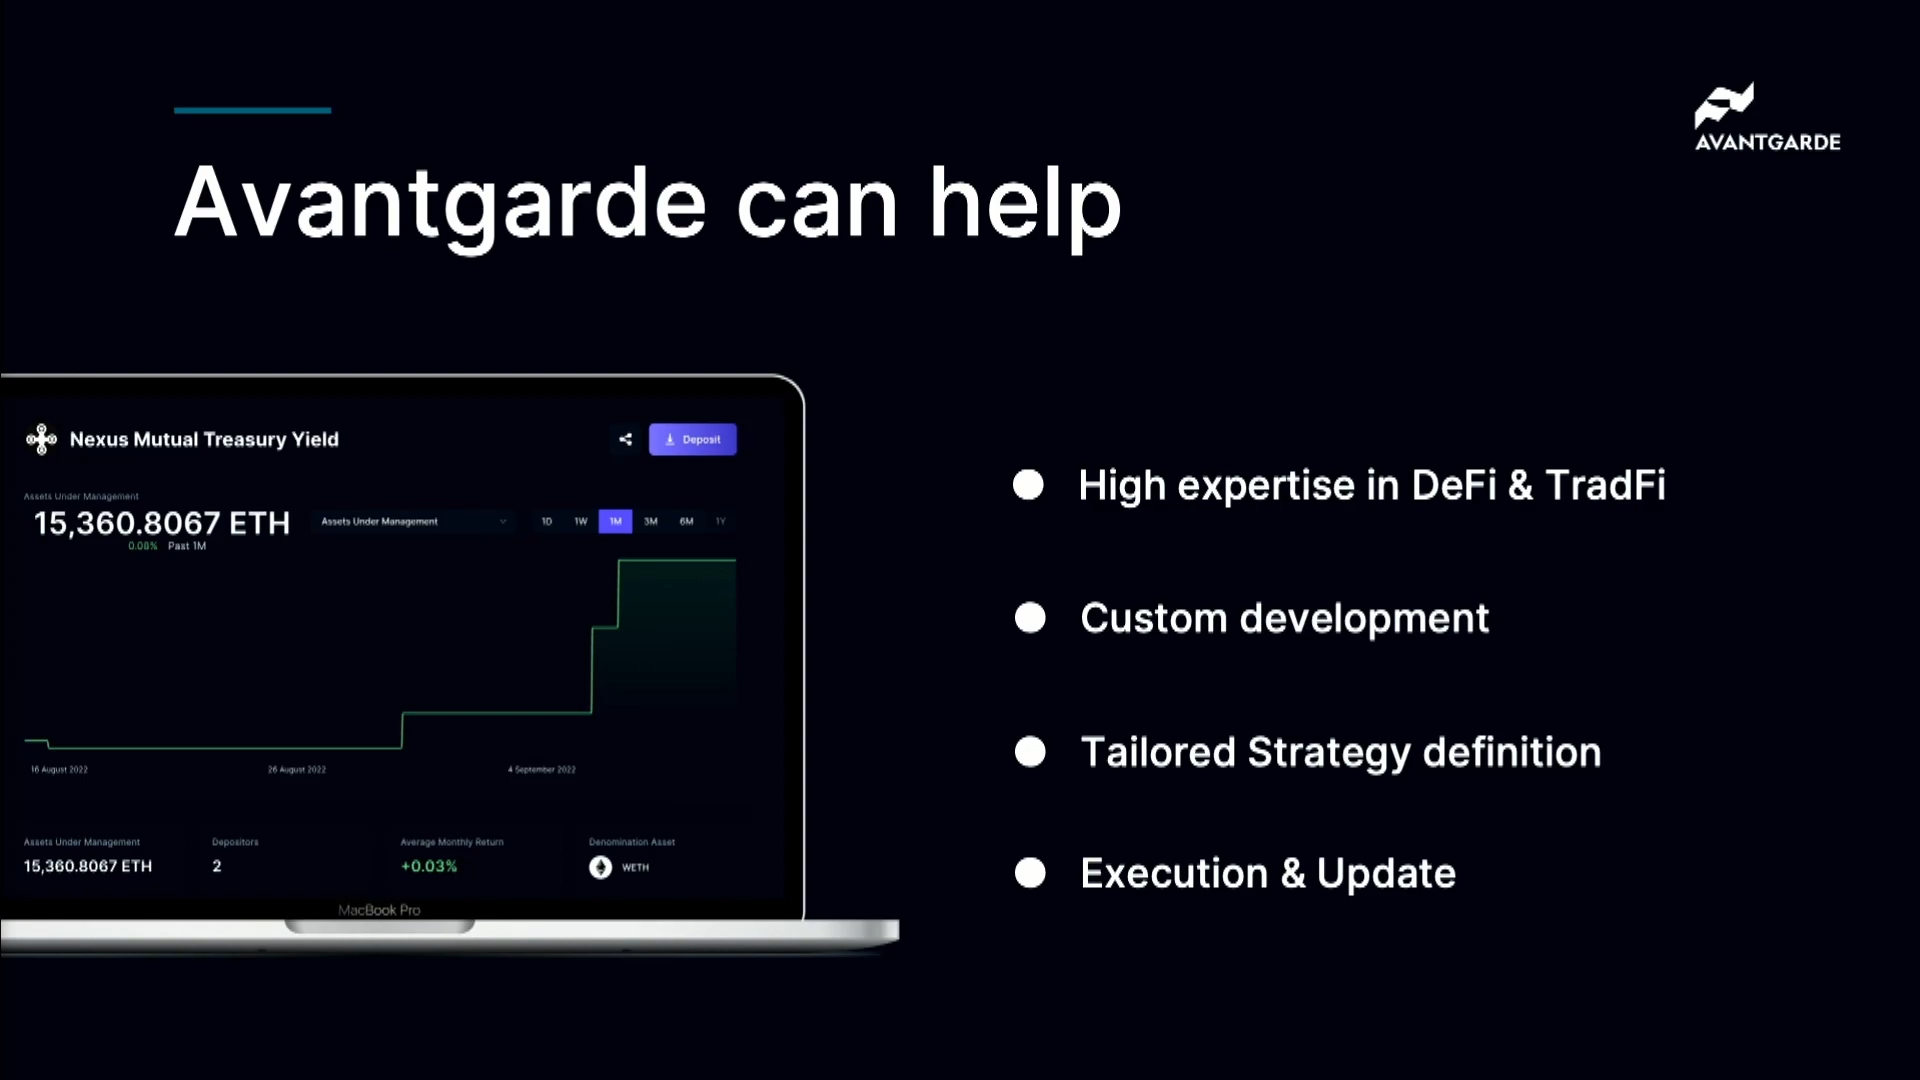 AVANTGARDE
Avantgarde can help
Nexus Mutual Treasury Yield
Deposit
Assets Under Management
15,360.8067 ETH
0.08% Past 1M
Assets Under Management
1D 1W 1M 3M 6M 1Y
16 August 2022 26 August 2022 4 September 2022
Assets Under Management Depositors Average Monthly Return Denomination Asset
15,360.8067 ETH 2 +0.03% WETH
MacBook Pro
High expertise in DeFi & TradFi
Custom development
Tailored Strategy definition
Execution & Update